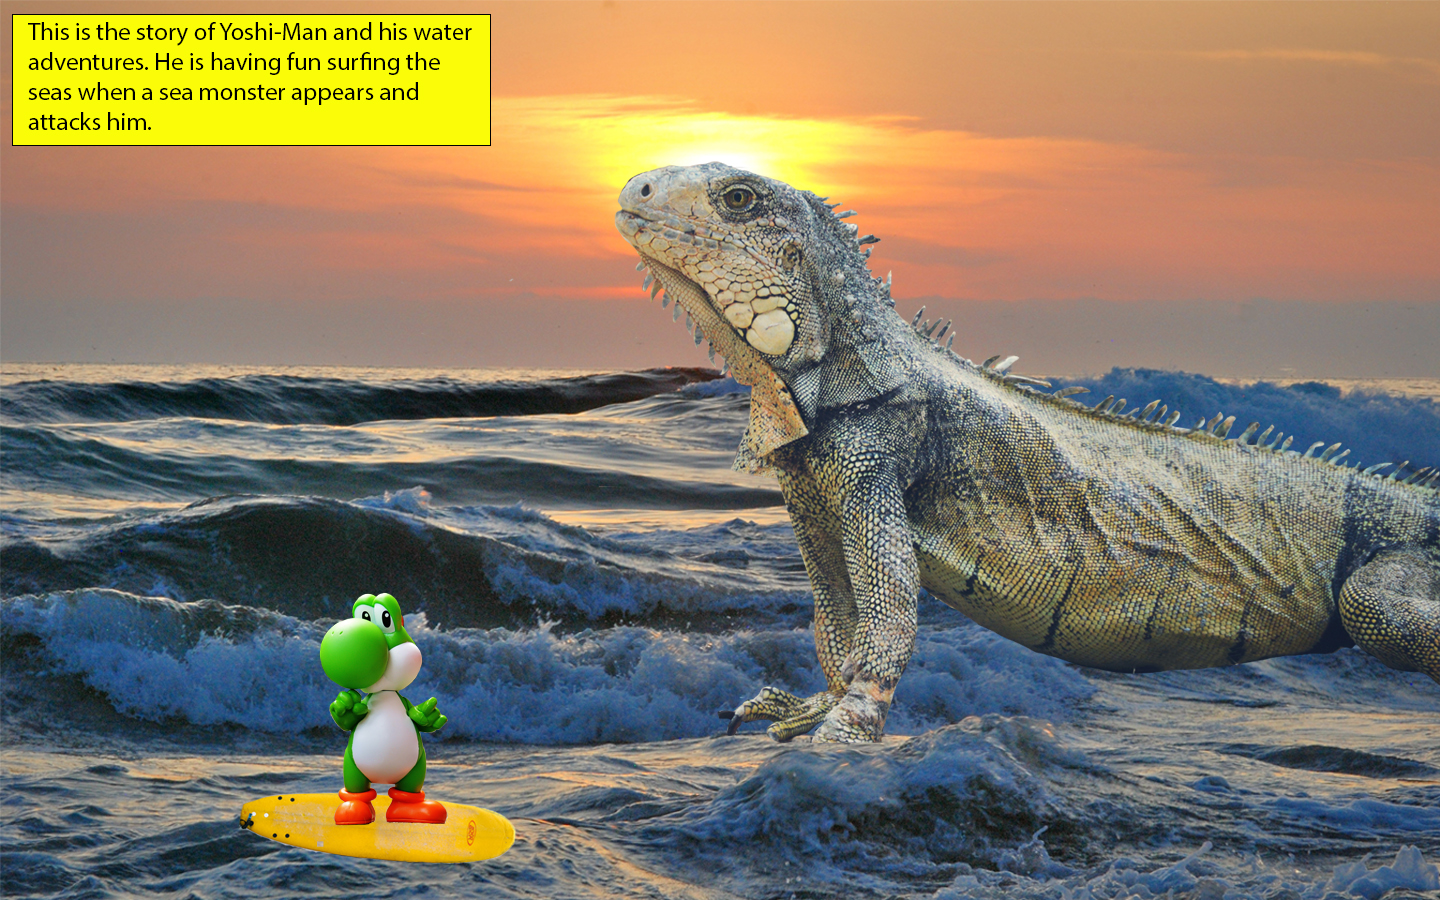 This is the story of Yoshi-Man and his water
adventures. He is having fun surfing the
seas when a sea monster appears and
attacks him.